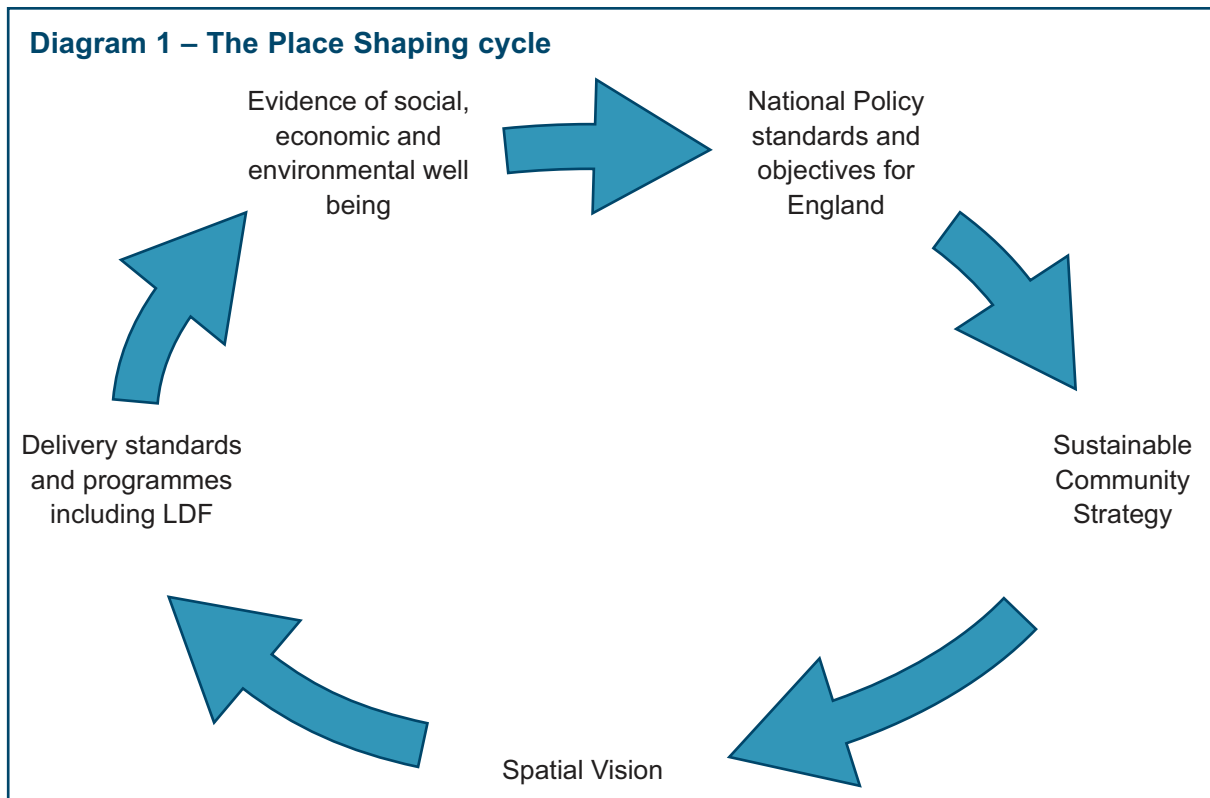 Diagram 1 – The Place Shaping cycle
Evidence of social,
economic and
environmental well
being
National Policy
standards and
objectives for
England
Sustainable
Community
Strategy
Spatial Vision
Delivery standards
and programmes
including LDF